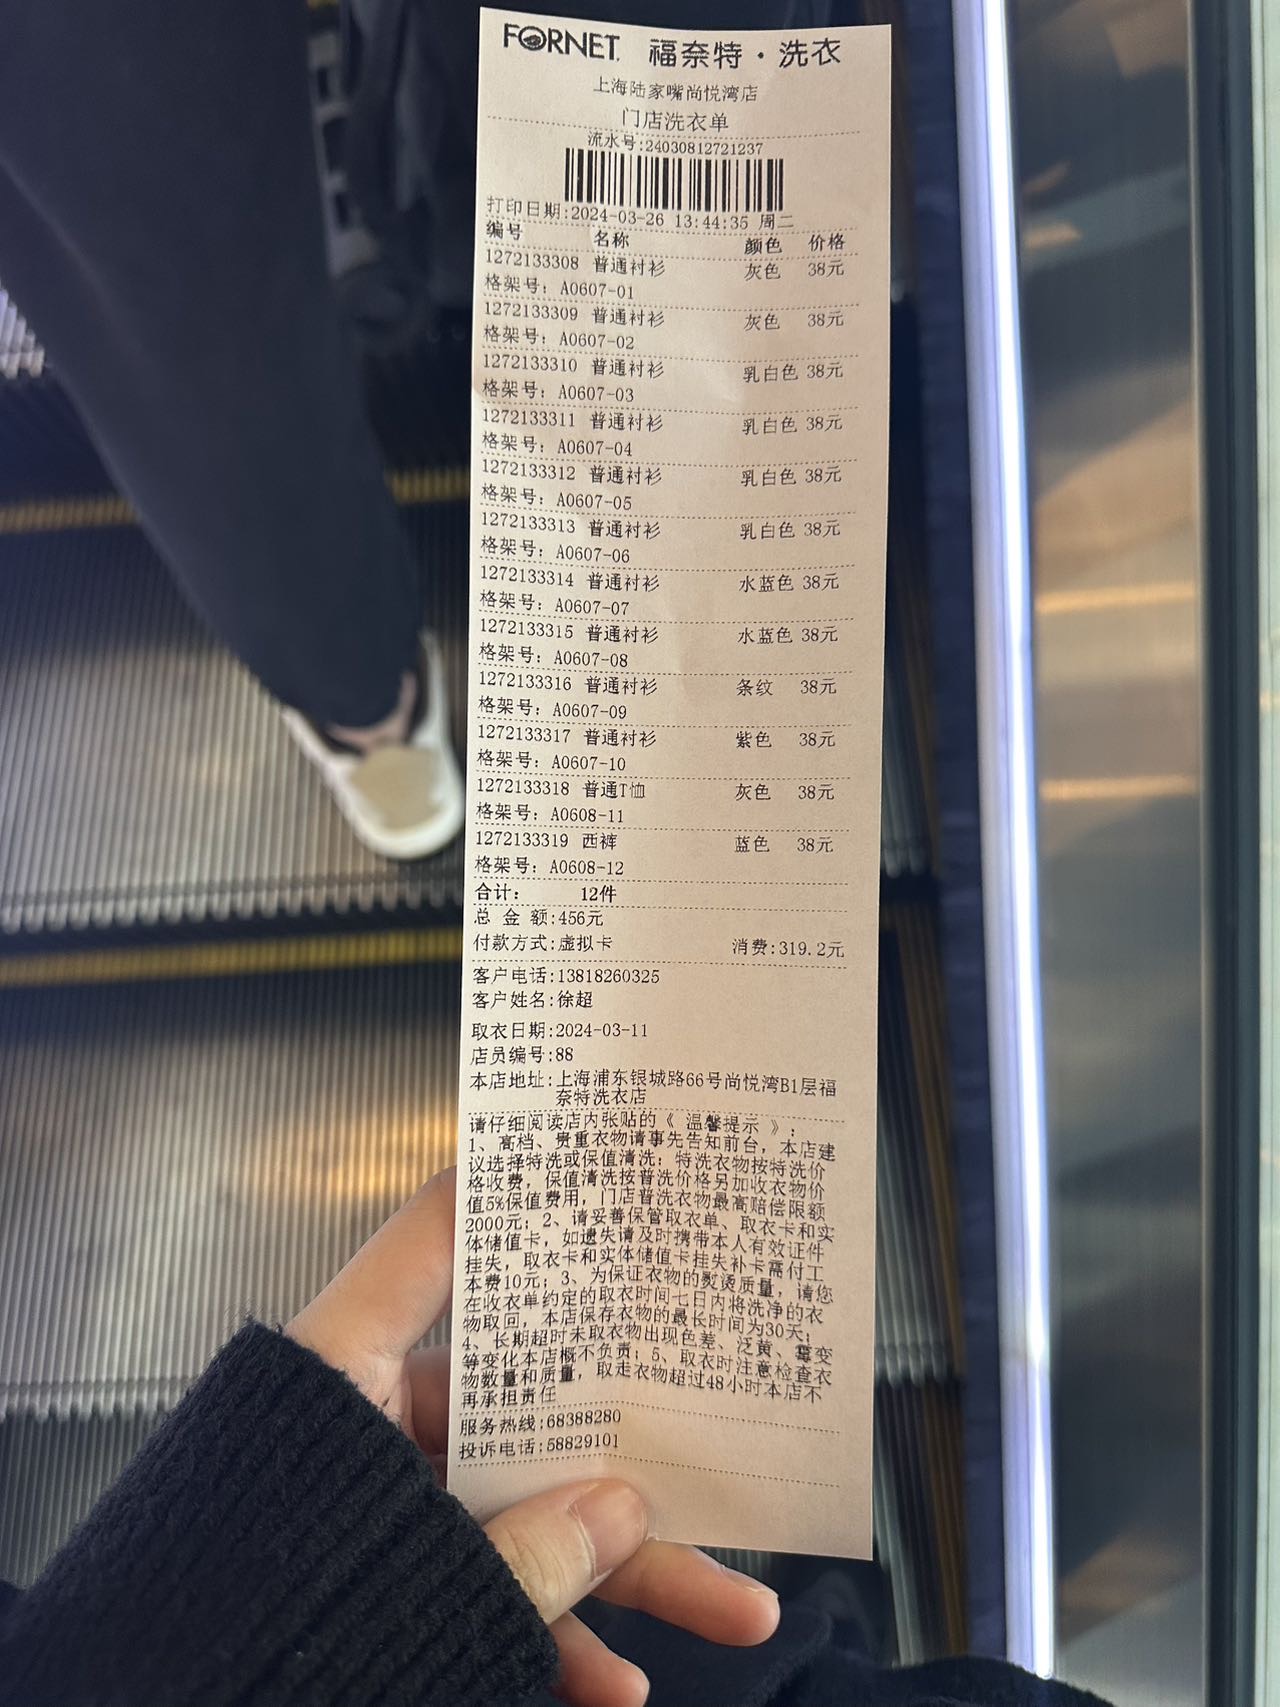 FORNET. 福奈特·洗衣
上海陆家嘴尚悦湾店
门店洗衣单
流水号:24030812721237
打印日期:2024-03-26 13:44:35 周二
编号 名称 颜色 价格
1272133308 普通衬衫 灰色 38元
格架号: A0607-01
1272133309 普通衬衫 灰色 38元
格架号: A0607-02
1272133310 普通衬衫 乳白色 38元
格架号: A0607-03
1272133311 普通衬衫 乳白色 38元
格架号: A0607-04
1272133312 普通衬衫 乳白色 38元
格架号: A0607-05
1272133313 普通衬衫 乳白色 38元
格架号: A0607-06
1272133314 普通衬衫 水蓝色 38元
格架号: A0607-07
1272133315 普通衬衫 水蓝色 38元
格架号: A0607-08
1272133316 普通衬衫 条纹 38元
格架号: A0607-09
1272133317 普通衬衫 紫色 38元
格架号: A0607-10
1272133318 普通T恤 灰色 38元
格架号: A0608-11
1272133319 西裤 蓝色 38元
格架号: A0608-12
合计: 12件
总 金 额:456元
付款方式:虚拟卡 消费:319.2元
客户电话:13818260325
客户姓名:徐超
取衣日期:2024-03-11
店员编号:88
本店地址:上海浦东银城路66号尚悦湾B1层福
奈特洗衣店
请仔细阅读店内张贴的《 温馨提示 》;
1、高档、贵重衣物请事先告知前台，本店建
议选择特洗或保值清洗; 特洗衣物按特洗价
格收费，保值清洗按普洗价格另加收衣物价
值5%保值费用，门店普洗衣物最高赔偿限额
2000元; 2、请妥善保管取衣单、取衣卡和实
体储值卡，如遗失请及时携带本人有效证件
挂失，取衣卡和实体储值卡挂失补卡需付工
本费10元; 3、为保证衣物的熨烫质量，请您
在收衣单约定的取衣时间七日内将洗净的衣
物取回，本店保存衣物的最长时间为30天;
4、长期超时未取衣物出现色差、泛黄、霉变
等变化本店概不负责; 5、取衣时注意检查衣
物数量和质量，取走衣物超过48小时本店不
再承担责任
服务热线:68388280
投诉电话:58829101